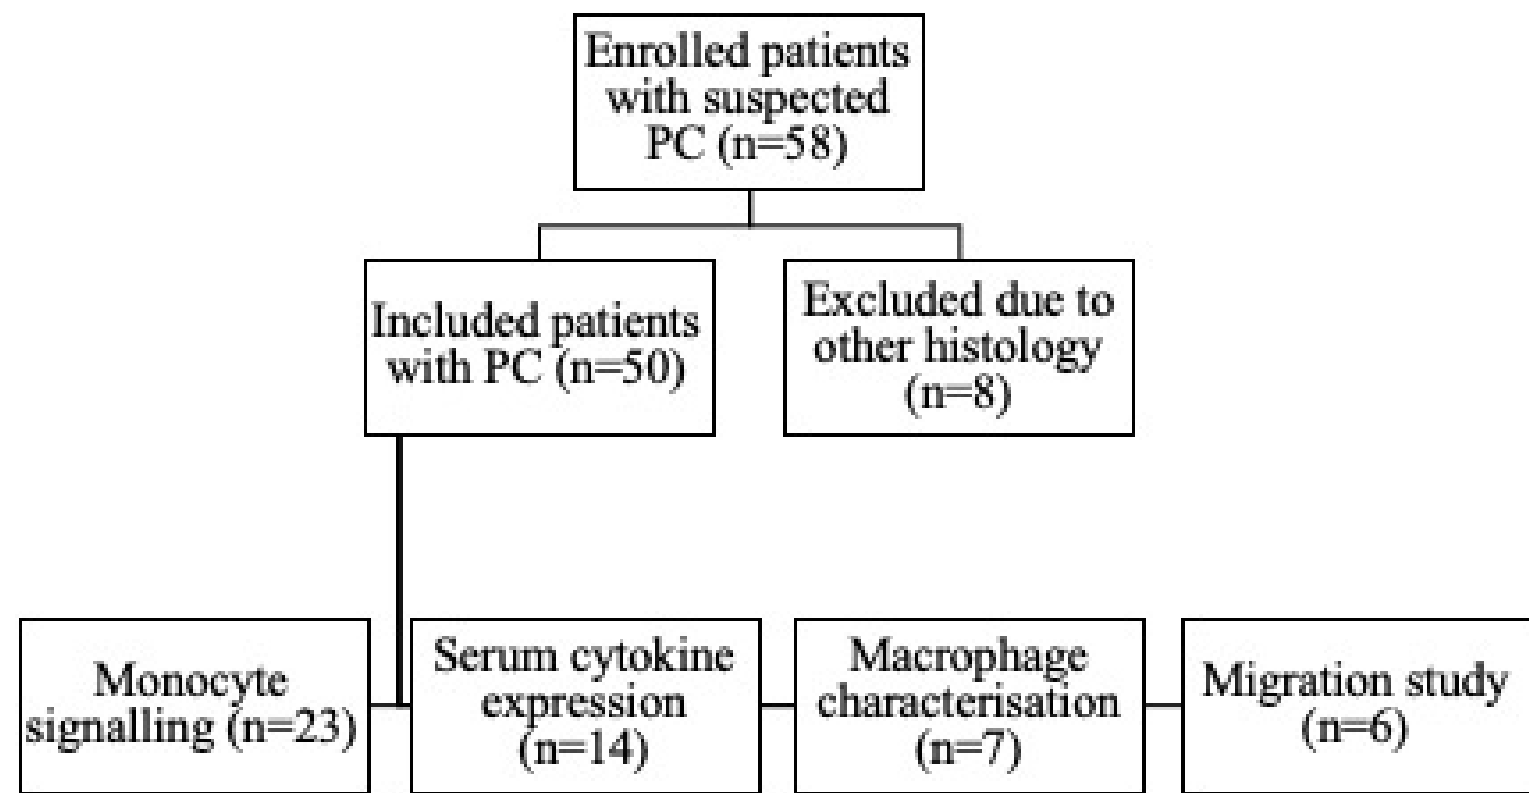 Enrolled patients
with suspected
PC (n=58)
Included patients
with PC (n=50)
Excluded due to
other histology
(n=8)
Monocyte
signalling (n=23)
Serum cytokine
expression
(n=14)
Macrophage
characterisation
(n=7)
Migration study
(n=6)